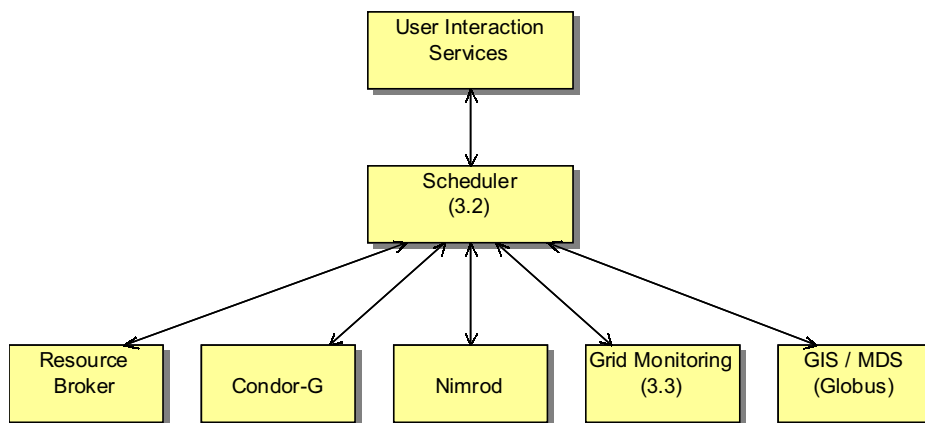 User Interaction
Services
Scheduler
(3.2)
Resource
Broker
Condor-G
Nimrod
Grid Monitoring
(3.3)
GIS / MDS
(Globus)